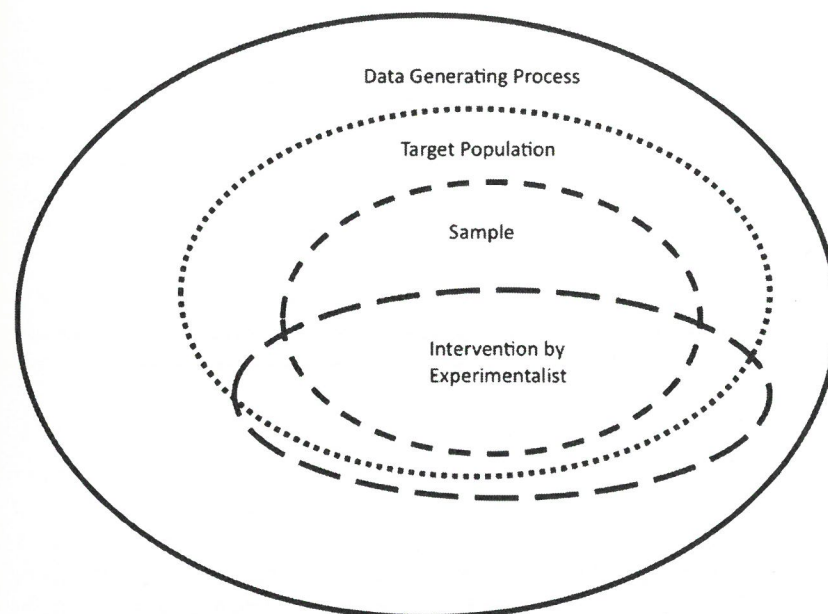 Data Generating Process
Target Population
Sample
Intervention by
Experimentalist